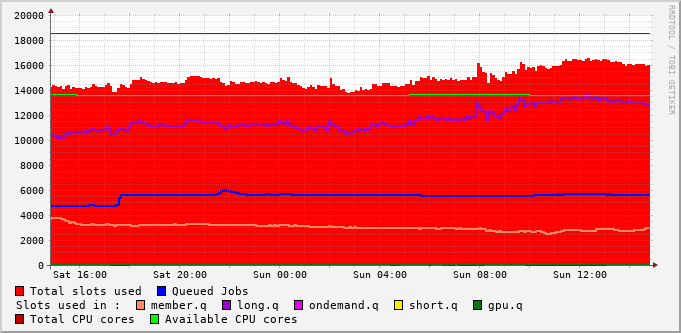 20000
18000
16000
14000
12000
10000
8000
6000
4000
2000
0
Sat 16:00 Sat 20:00 Sun 00:00 Sun 04:00 Sun 08:00 Sun 12:00
RRDTOOL / TOBI OETIKER
Total slots used Queued Jobs
Slots used in : member.q long.q ondemand.q short.q gpu.q
Total CPU cores Available CPU cores